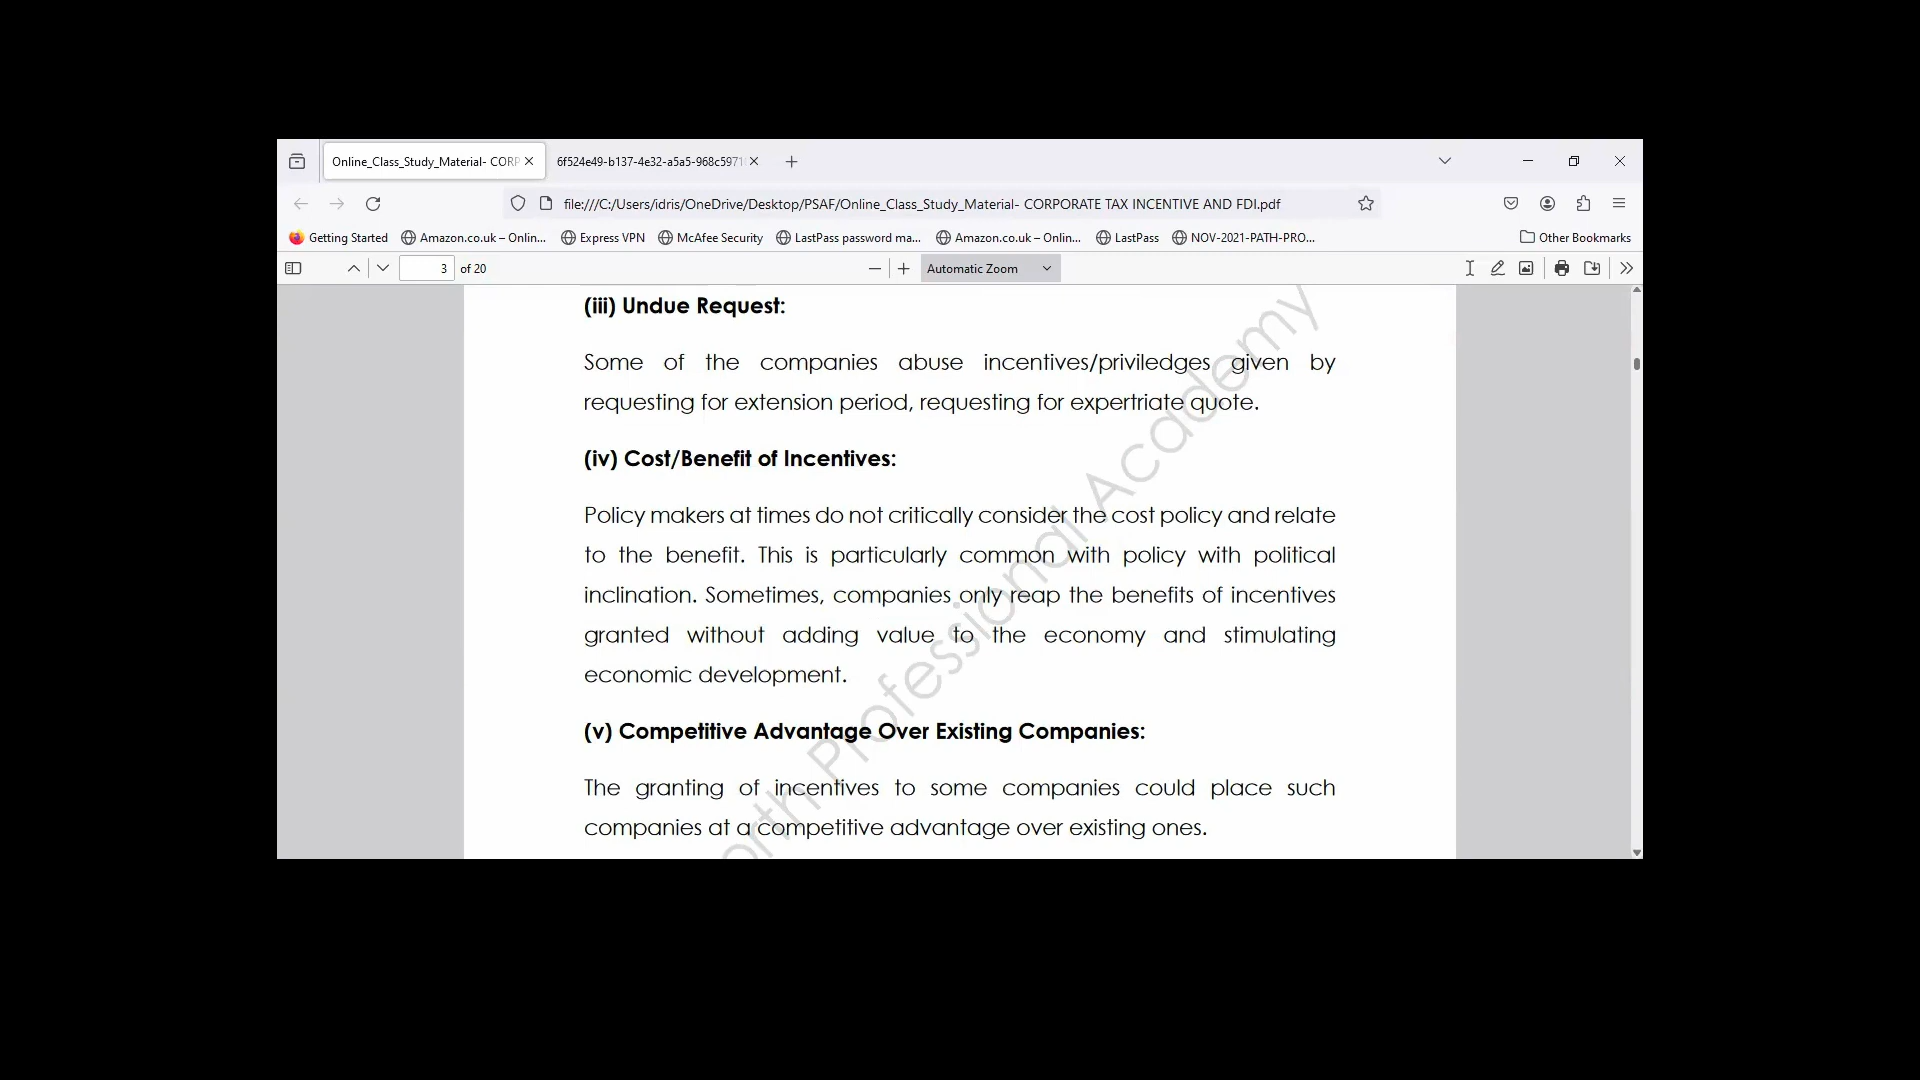 Online_Class_Study_Material- CORP
6f524e49-b137-4e32-a5a5-968c5971
file:///C:/Users/idris/OneDrive/Desktop/PSAF/Online_Class_Study_Material- CORPORATE TAX INCENTIVE AND FDI.pdf
Getting Started Amazon.co.uk – Onlin... Express VPN McAfee Security LastPass password ma... Amazon.co.uk – Onlin... LastPass NOV-2021-PATH-PRO... Other Bookmarks
3 of 20 Automatic Zoom
(iii) Undue Request:
Some of the companies abuse incentives/priviledges given by
requesting for extension period, requesting for expertriate quote.
(iv) Cost/Benefit of Incentives:
Policy makers at times do not critically consider the cost policy and relate
to the benefit. This is particularly common with policy with political
inclination. Sometimes, companies only reap the benefits of incentives
granted without adding value to the economy and stimulating
economic development.
(v) Competitive Advantage Over Existing Companies:
The granting of incentives to some companies could place such
companies at a competitive advantage over existing ones.
orth Professional Academy